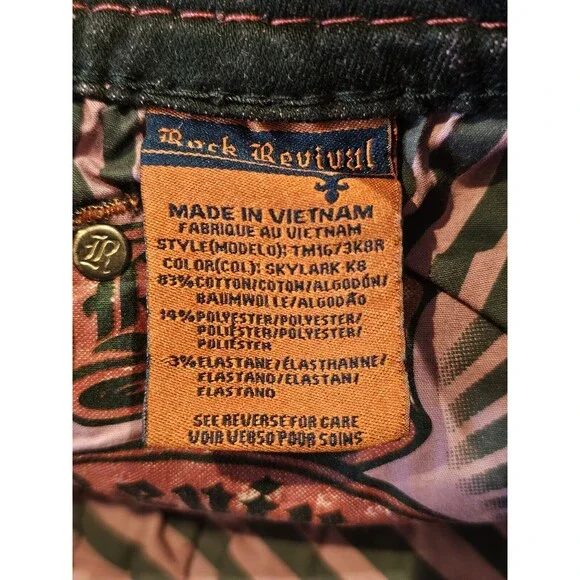 Rock Revival
MADE IN VIETNAM
FABRIQUE AU VIETNAM
STYLE(MODELO): TM1673K8R
COLOR(COL): SKYLARK K8
83%COTTON/COTON/ALGODÓN/
BAUMWOLLE/ALGODÃO
14%POLYESTER/POLYESTER/
POLIÉSTER/POLYESTER/
POLIÉSTER
3%ELASTANE/ÉLASTHANNE/
ELASTANO/ELASTAN/
ELASTANO
SEE REVERSE FOR CARE
VOIR VERSO POUR SOINS
R